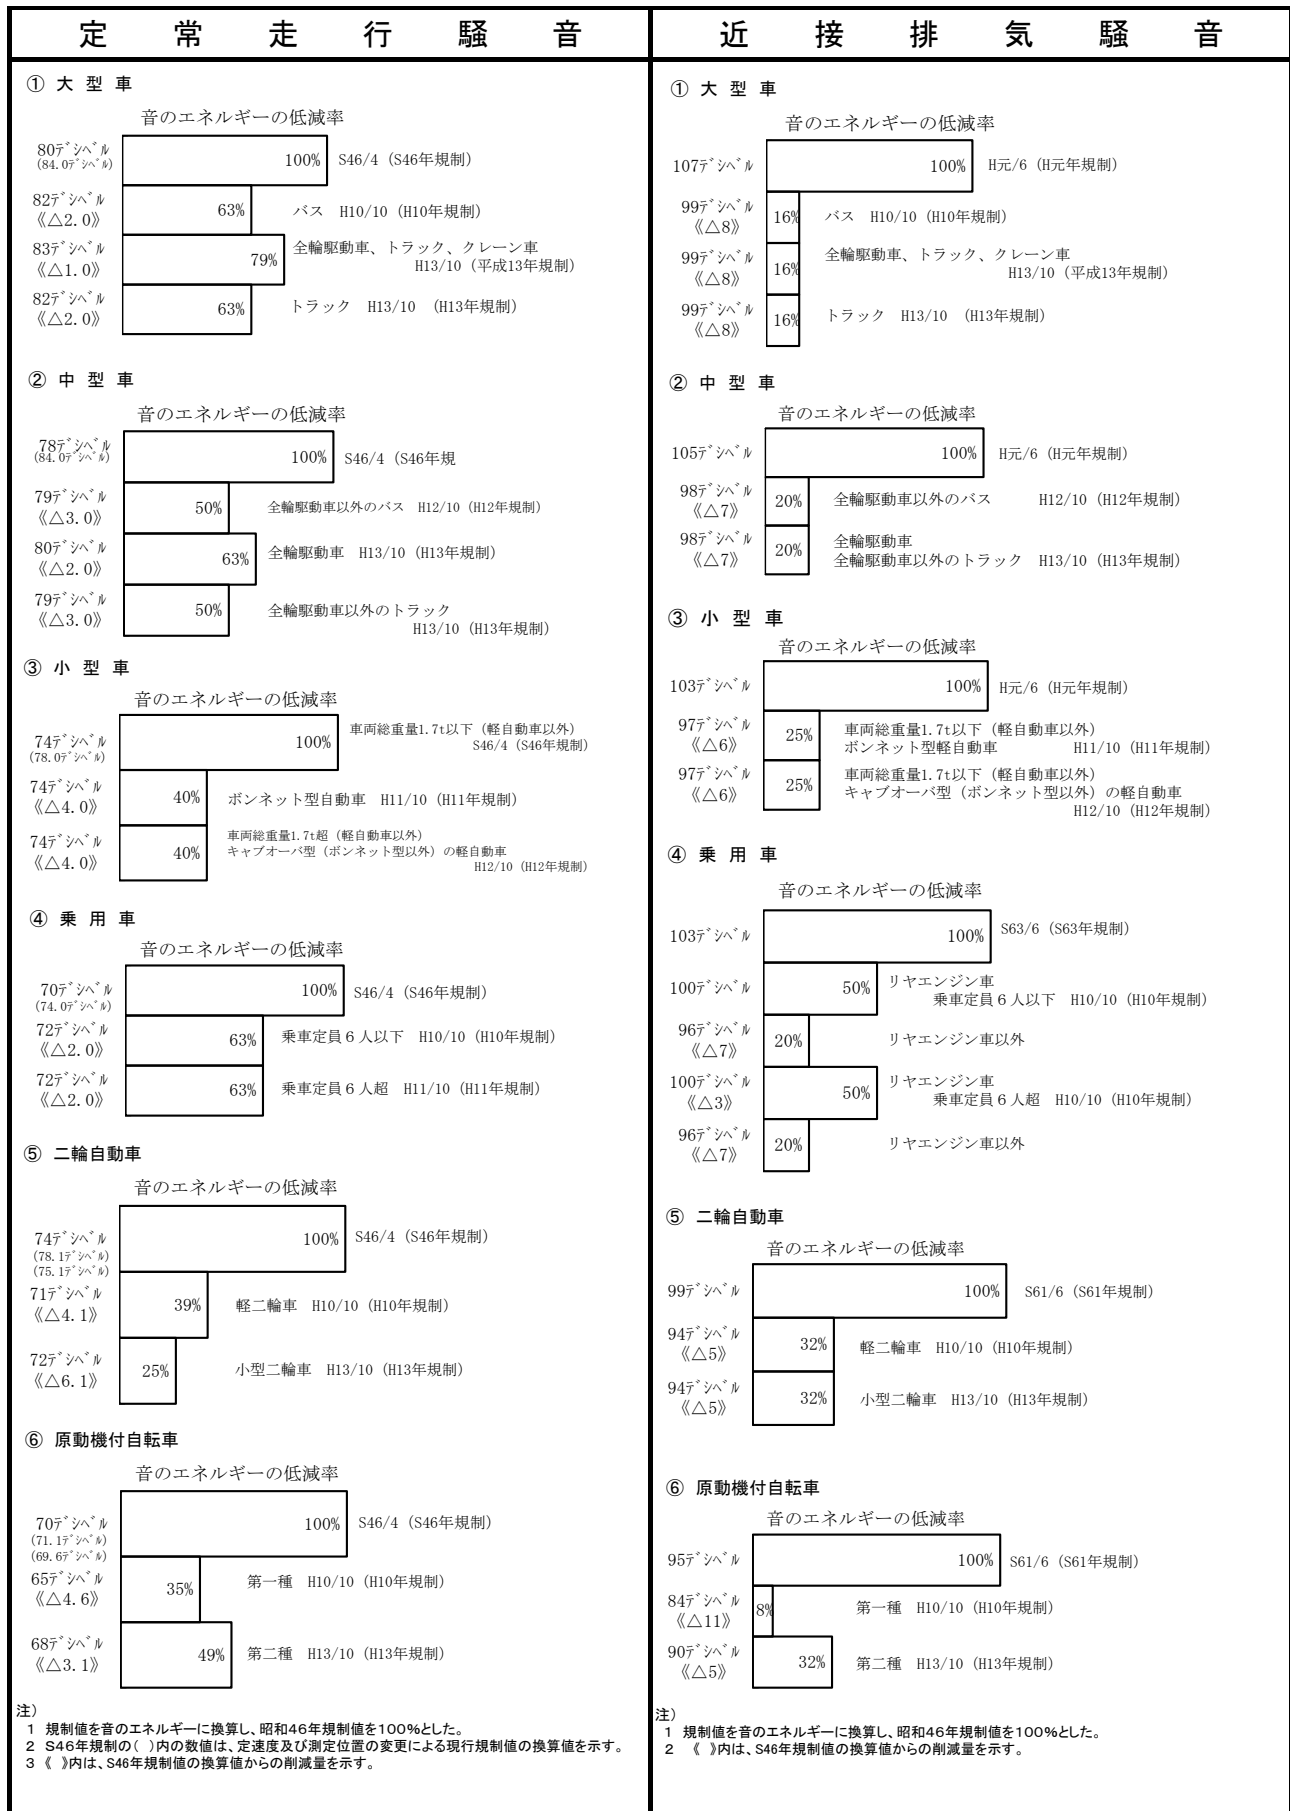 定常走行騒音
① 大 型 車
音のエネルギーの低減率
80デシベル
(84.0デシベル)
100%
S46/4 (S46年規制)
82デシベル
《△2.0》
63%
バス H10/10 (H10年規制)
83デシベル
《△1.0》
79%
全輪駆動車、トラック、クレーン車
H13/10 (平成13年規制)
82デシベル
《△2.0》
63%
トラック H13/10 (H13年規制)
② 中 型 車
音のエネルギーの低減率
78デシベル
(84.0デシベル)
100%
S46/4 (S46年規
79デシベル
《△3.0》
50%
全輪駆動車以外のバス H12/10 (H12年規制)
80デシベル
《△2.0》
63%
全輪駆動車 H13/10 (H13年規制)
79デシベル
《△3.0》
50%
全輪駆動車以外のトラック
H13/10 (H13年規制)
③ 小 型 車
音のエネルギーの低減率
74デシベル
(78.0デシベル)
100%
車両総重量1.7t以下 (軽自動車以外)
S46/4 (S46年規制)
74デシベル
《△4.0》
40%
ボンネット型自動車 H11/10 (H11年規制)
74デシベル
《△4.0》
40%
車両総重量1.7t超 (軽自動車以外)
キャブオーバ型 (ボンネット型以外) の軽自動車
H12/10 (H12年規制)
④ 乗 用 車
音のエネルギーの低減率
70デシベル
(74.0デシベル)
100%
S46/4 (S46年規制)
72デシベル
《△2.0》
63%
乗車定員6人以下 H10/10 (H10年規制)
72デシベル
《△2.0》
63%
乗車定員6人超 H11/10 (H11年規制)
⑤ 二輪自動車
音のエネルギーの低減率
74デシベル
(78.1デシベル)
(75.1デシベル)
100%
S46/4 (S46年規制)
71デシベル
《△4.1》
39%
軽二輪車 H10/10 (H10年規制)
72デシベル
《△6.1》
25%
小型二輪車 H13/10 (H13年規制)
⑥ 原動機付自転車
音のエネルギーの低減率
70デシベル
(71.1デシベル)
(69.6デシベル)
100%
S46/4 (S46年規制)
65デシベル
《△4.6》
35%
第一種 H10/10 (H10年規制)
68デシベル
《△3.1》
49%
第二種 H13/10 (H13年規制)
注)
1 規制値を音のエネルギーに換算し、昭和46年規制値を100%とした。
2 S46年規制の( )内の数値は、定速度及び測定位置の変更による現行規制値の換算値を示す。
3 《 》内は、S46年規制値の換算値からの削減量を示す。
近接排気騒音
① 大 型 車
音のエネルギーの低減率
107デシベル
100%
H元/6 (H元年規制)
99デシベル
《△8》
16%
バス H10/10 (H10年規制)
99デシベル
《△8》
16%
全輪駆動車、トラック、クレーン車
H13/10 (平成13年規制)
99デシベル
《△8》
16%
トラック H13/10 (H13年規制)
② 中 型 車
音のエネルギーの低減率
105デシベル
100%
H元/6 (H元年規制)
98デシベル
《△7》
20%
全輪駆動車以外のバス H12/10 (H12年規制)
98デシベル
《△7》
20%
全輪駆動車
全輪駆動車以外のトラック H13/10 (H13年規制)
③ 小 型 車
音のエネルギーの低減率
103デシベル
100%
H元/6 (H元年規制)
97デシベル
《△6》
25%
車両総重量1.7t以下 (軽自動車以外)
ボンネット型軽自動車 H11/10 (H11年規制)
97デシベル
《△6》
25%
車両総重量1.7t以下 (軽自動車以外)
キャブオーバ型 (ボンネット型以外) の軽自動車
H12/10 (H12年規制)
④ 乗 用 車
音のエネルギーの低減率
103デシベル
100%
S63/6 (S63年規制)
100デシベル
50%
リヤエンジン車
乗車定員6人以下 H10/10 (H10年規制)
96デシベル
《△7》
20%
リヤエンジン車以外
100デシベル
《△3》
50%
リヤエンジン車
乗車定員6人超 H10/10 (H10年規制)
96デシベル
《△7》
20%
リヤエンジン車以外
⑤ 二輪自動車
音のエネルギーの低減率
99デシベル
100%
S61/6 (S61年規制)
94デシベル
《△5》
32%
軽二輪車 H10/10 (H10年規制)
94デシベル
《△5》
32%
小型二輪車 H13/10 (H13年規制)
⑥ 原動機付自転車
音のエネルギーの低減率
95デシベル
100%
S61/6 (S61年規制)
84デシベル
《△11》
8%
第一種 H10/10 (H10年規制)
90デシベル
《△5》
32%
第二種 H13/10 (H13年規制)
注)
1 規制値を音のエネルギーに換算し、昭和46年規制値を100%とした。
2 《 》内は、S46年規制値の換算値からの削減量を示す。